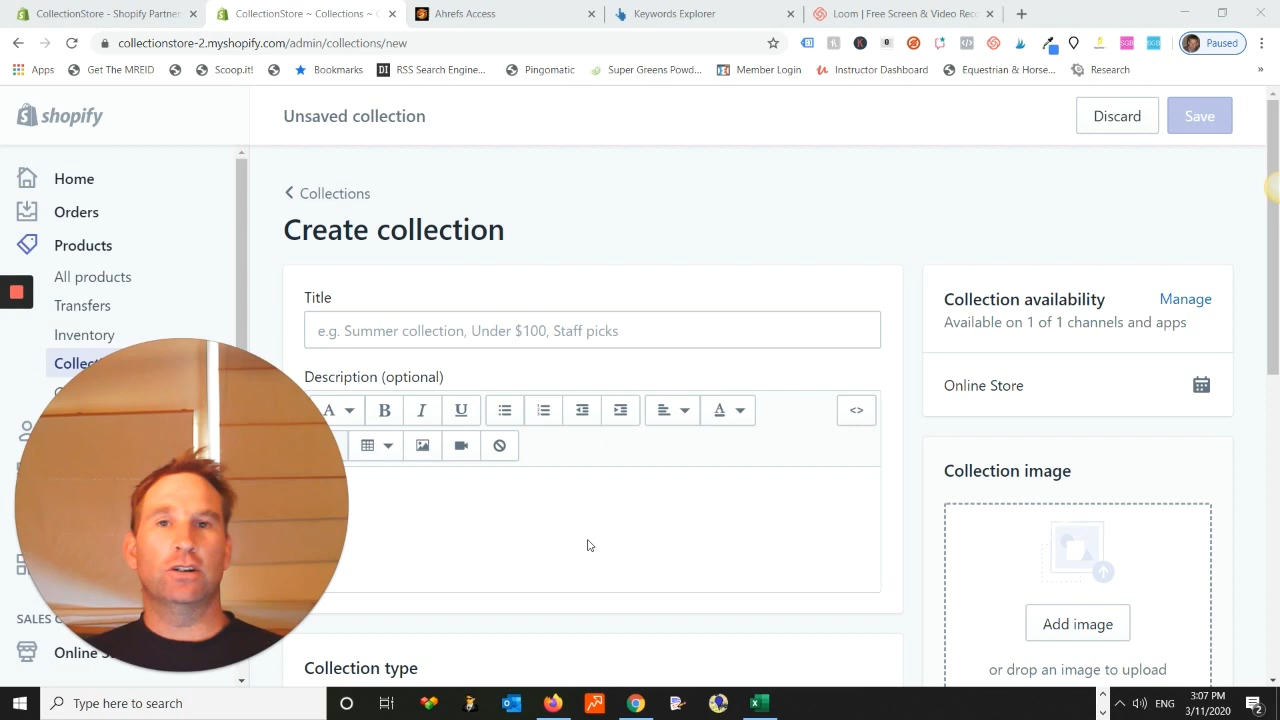 CollectionStore - Shopify Partner
CollectionStore ~ Collections ~ C
Ahrefs Access
Keywords Explorer
Loom | Free Screen & Video Rec
collectionstore-2.myshopify.com/admin/collections/new
Paused
Apps
Get The MREID
Scoop.it!
Bookmarks
RSS Search Engine...
Pingomatic
Super Greens Powd...
Member Login
Instructor Dashboard
Equestrian & Horse...
Research
shopify
Unsaved collection
Discard
Save
Home
Orders
Products
All products
Transfers
Inventory
Collec
SALES C
Online S
Collections
Create collection
Title
e.g. Summer collection, Under $100, Staff picks
Description (optional)
Collection type
Collection availability
Manage
Available on 1 of 1 channels and apps
Online Store
Collection image
Add image
or drop an image to upload
Type here to search
ENG
3:07 PM
3/11/2020
2